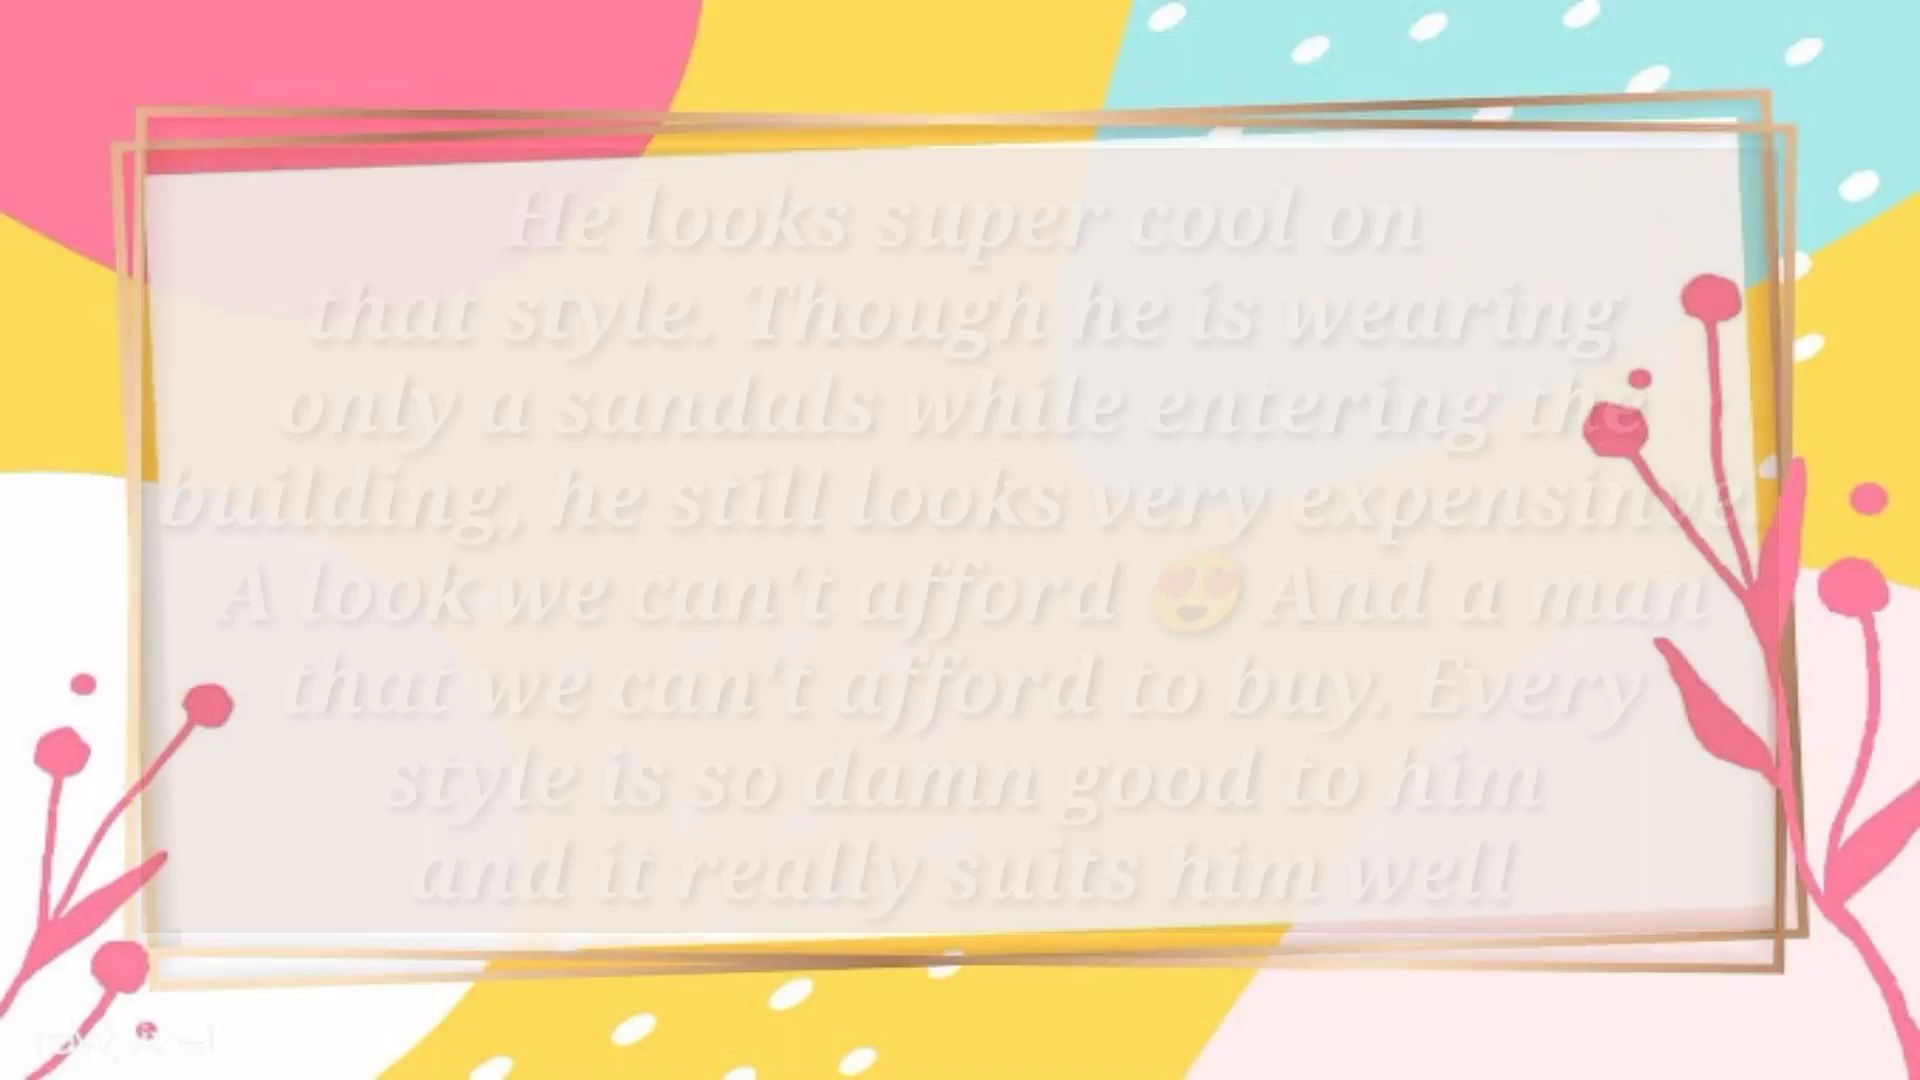 He looks super cool on
that style. Though he is wearing
only a sandals while entering the
building, he still looks very expensinve.
A look we can't afford 😍 And a man
that we can't afford to buy. Every
style is so damn good to him
and it really suits him well